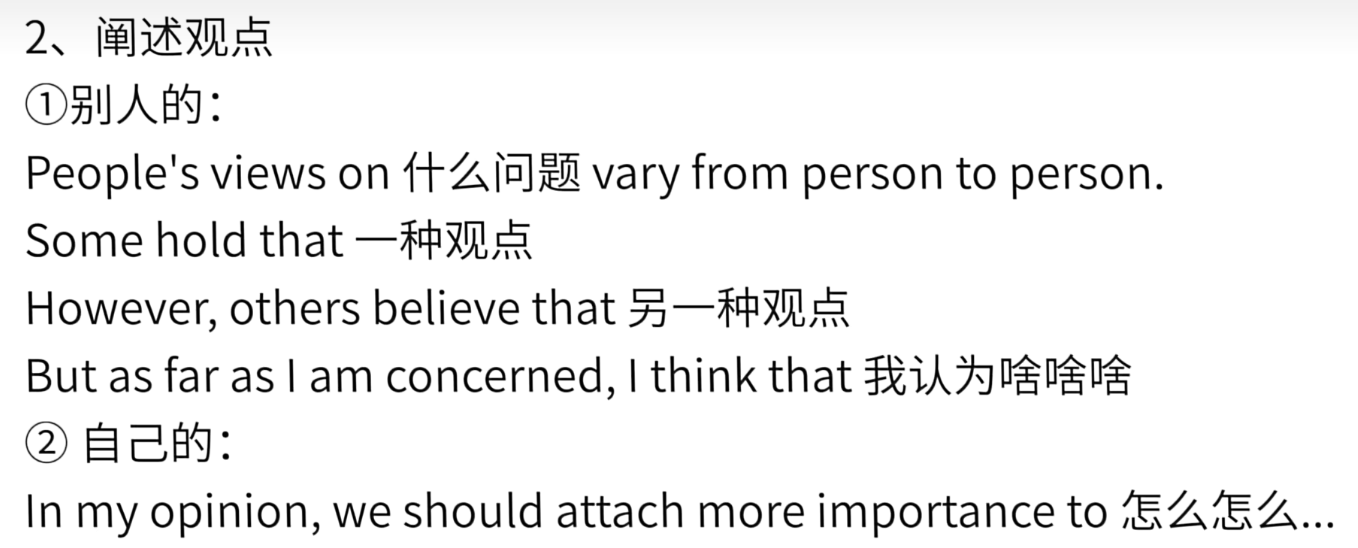 2、阐述观点
①别人的：
People's views on 什么问题 vary from person to person.
Some hold that 一种观点
However, others believe that 另一种观点
But as far as I am concerned, I think that 我认为啥啥啥
② 自己的：
In my opinion, we should attach more importance to 怎么怎么...